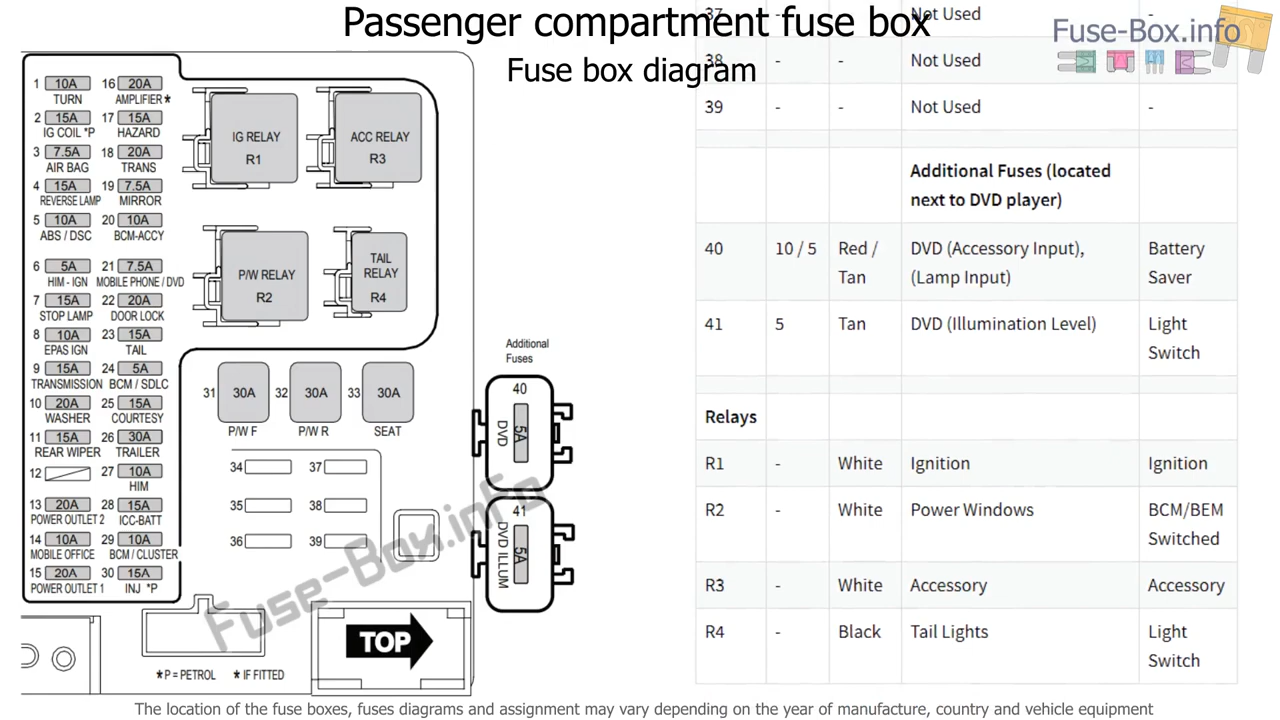 Passenger compartment fuse box
Fuse box diagram
Fuse-Box.info
1 10A TURN
2 15A IG COIL *P
3 7.5A AIR BAG
4 15A REVERSE LAMP
5 10A ABS / DSC
6 5A HIM - IGN
7 15A STOP LAMP
8 10A EPAS IGN
9 15A TRANSMISSION
10 20A WASHER
11 15A REAR WIPER
12
13 20A POWER OUTLET 2
14 10A MOBILE OFFICE
15 20A POWER OUTLET 1
16 20A AMPLIFIER *
17 15A HAZARD
18 20A TRANS
19 7.5A MIRROR
20 10A BCM-ACCY
21 7.5A MOBILE PHONE / DVD
22 20A DOOR LOCK
23 15A TAIL
24 5A BCM / SDLC
25 15A COURTESY
26 30A TRAILER
27 10A HIM
28 15A ICC-BATT
29 10A BCM / CLUSTER
30 15A INJ *P
IG RELAY
R1
ACC RELAY
R3
P/W RELAY
R2
TAIL
RELAY
R4
31 30A P/W F
32 30A P/W R
33 30A SEAT
34
35
36
37
38
39
Additional
Fuses
40
DVD
5A
41
DVD ILLUM
5A
Fuse-Box.info
TOP
*P = PETROL * IF FITTED
37 - - Not Used -
38 - - Not Used -
39 - - Not Used -
Additional Fuses (located
next to DVD player)
40 10 / 5 Red / DVD (Accessory Input), Battery
Tan (Lamp Input) Saver
41 5 Tan DVD (Illumination Level) Light
Switch
Relays
R1 - White Ignition Ignition
R2 - White Power Windows BCM/BEM
Switched
R3 - White Accessory Accessory
R4 - Black Tail Lights Light
Switch
The location of the fuse boxes, fuses diagrams and assignment may vary depending on the year of manufacture, country and vehicle equipment